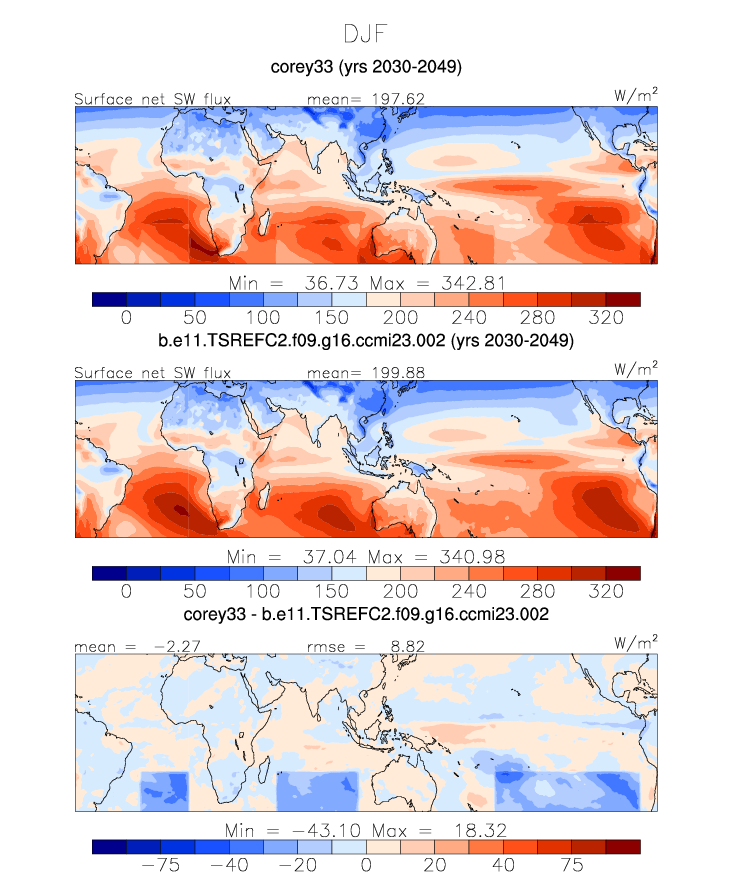 DJF
corey33 (yrs 2030-2049)
Surface net SW flux mean= 197.62 W/m²
Min = 36.73 Max = 342.81
0 50 100 150 200 240 280 320
b.e11.TSREFC2.f09.g16.ccmi23.002 (yrs 2030-2049)
Surface net SW flux mean= 199.88 W/m²
Min = 37.04 Max = 340.98
0 50 100 150 200 240 280 320
corey33 - b.e11.TSREFC2.f09.g16.ccmi23.002
mean = −2.27 rmse = 8.82 W/m²
Min = −43.10 Max = 18.32
−75 −40 −20 0 20 40 75